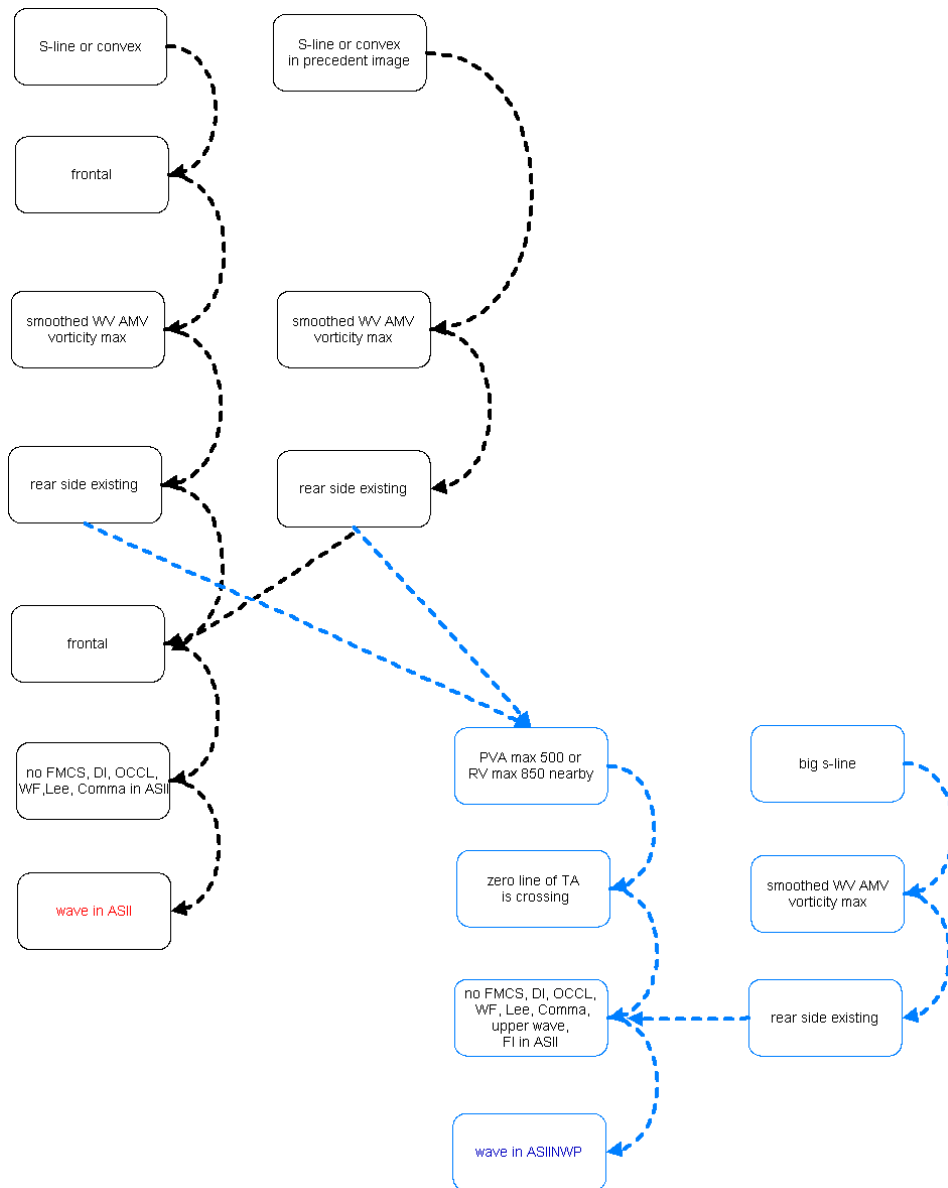 S-line or convex
S-line or convex
in precedent image
frontal
smoothed WV AMV
vorticity max
smoothed WV AMV
vorticity max
rear side existing
rear side existing
frontal
no FMCS, DI, OCCL,
WF,Lee, Comma in ASII
wave in ASII
PVA max 500 or
RV max 850 nearby
big s-line
zero line of TA
is crossing
smoothed WV AMV
vorticity max
no FMCS, DI, OCCL,
WF, Lee, Comma,
upper wave,
FI in ASII
rear side existing
wave in ASIINWP